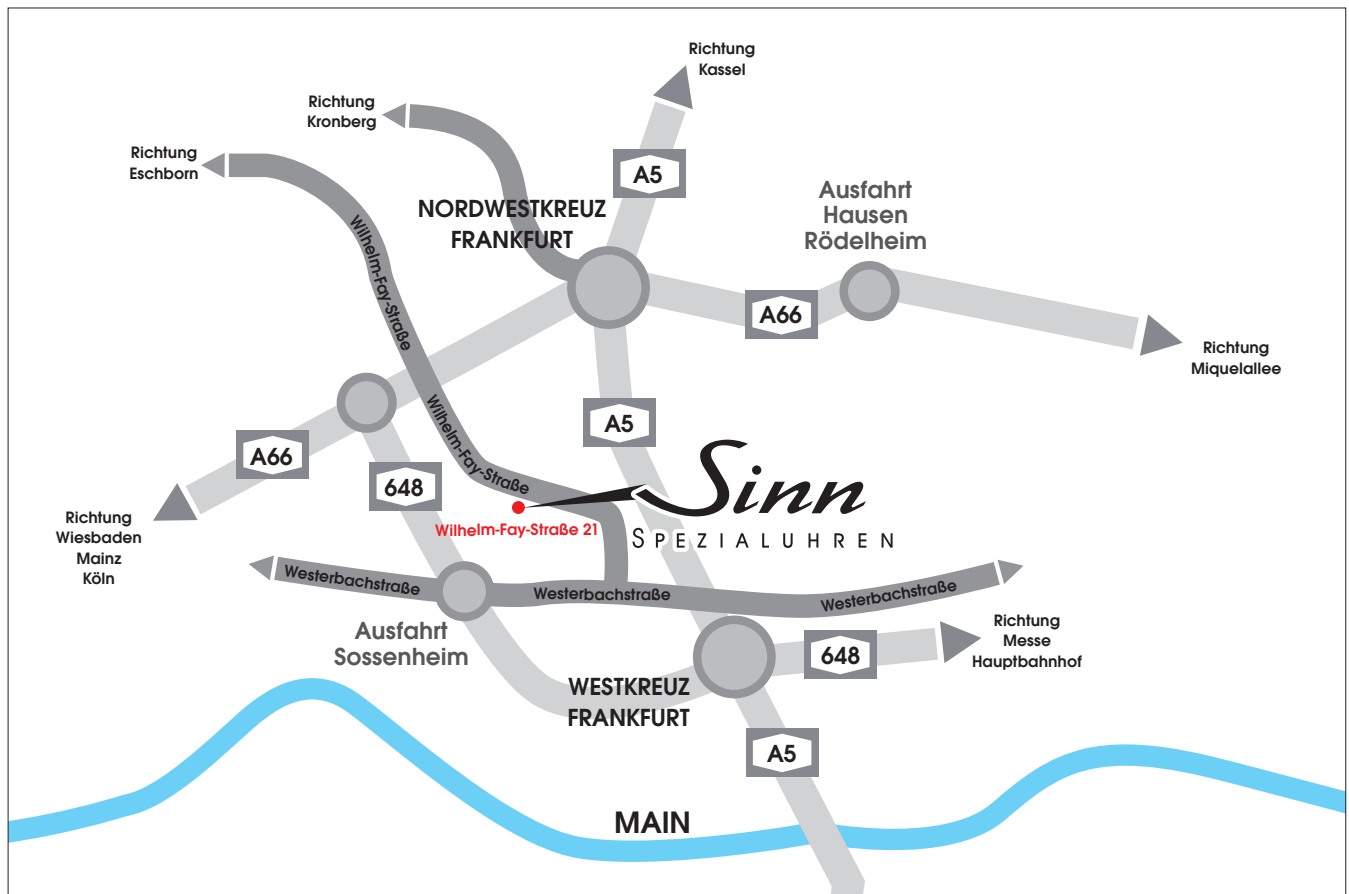 Richtung
Kassel
Richtung
Kronberg
Richtung
Eschborn
A5
Ausfahrt
Hausen
Rödelheim
NORDWESTKREUZ
FRANKFURT
Wilhelm-Fay-Straße
A66
Richtung
Miquelallee
A5
Wilhelm-Fay-Straße
A66
648
Sinn
SPEZIALUHREN
Wilhelm-Fay-Straße 21
Richtung
Wiesbaden
Mainz
Köln
Westerbachstraße
Westerbachstraße
Westerbachstraße
Ausfahrt
Sossenheim
Richtung
Messe
Hauptbahnhof
648
WESTKREUZ
FRANKFURT
A5
MAIN